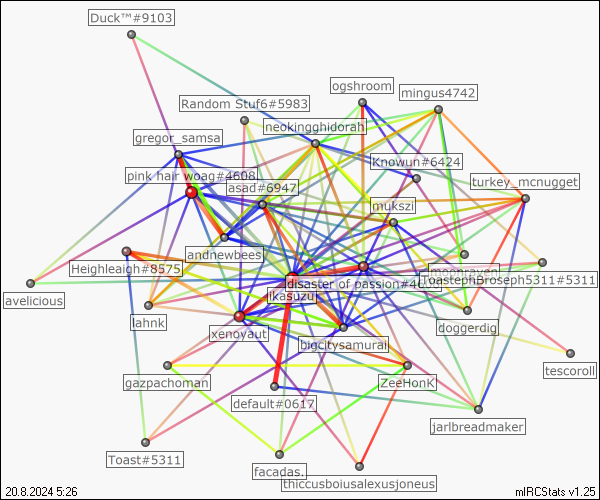 Duck™#9103
ogshroom
mingus4742
Random Stuf6#5983
neokingghidorah
gregor_samsa
Knowun#6424
pink hair woag#4608
turkey_mcnugget
asad#6947
mukszi
andnewbees
Heighleaigh#8575
moonraven
ToastephBroseph5311#5311
disaster of passion#4
avelicious
ikasuzu
lahnk
doggerdig
xenoyaut
bigcitysamurai
tescoroll
gazpachoman
ZeeHonK
default#0617
jarlbreadmaker
Toast#5311
facadas.
thiccusboiusalexusjoneus
20.8.2024 5:26
mIRCStats v1.25